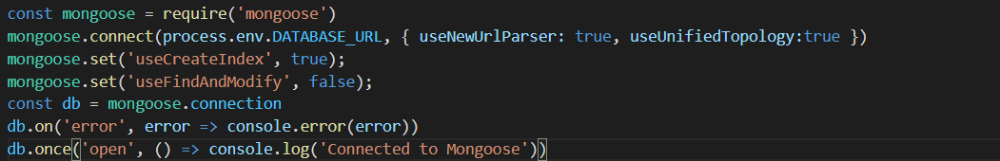 const mongoose = require('mongoose')
mongoose.connect(process.env.DATABASE_URL, { useNewUrlParser: true, useUnifiedTopology:true })
mongoose.set('useCreateIndex', true);
mongoose.set('useFindAndModify', false);
const db = mongoose.connection
db.on('error', error => console.error(error))
db.once('open', () => console.log('Connected to Mongoose'))